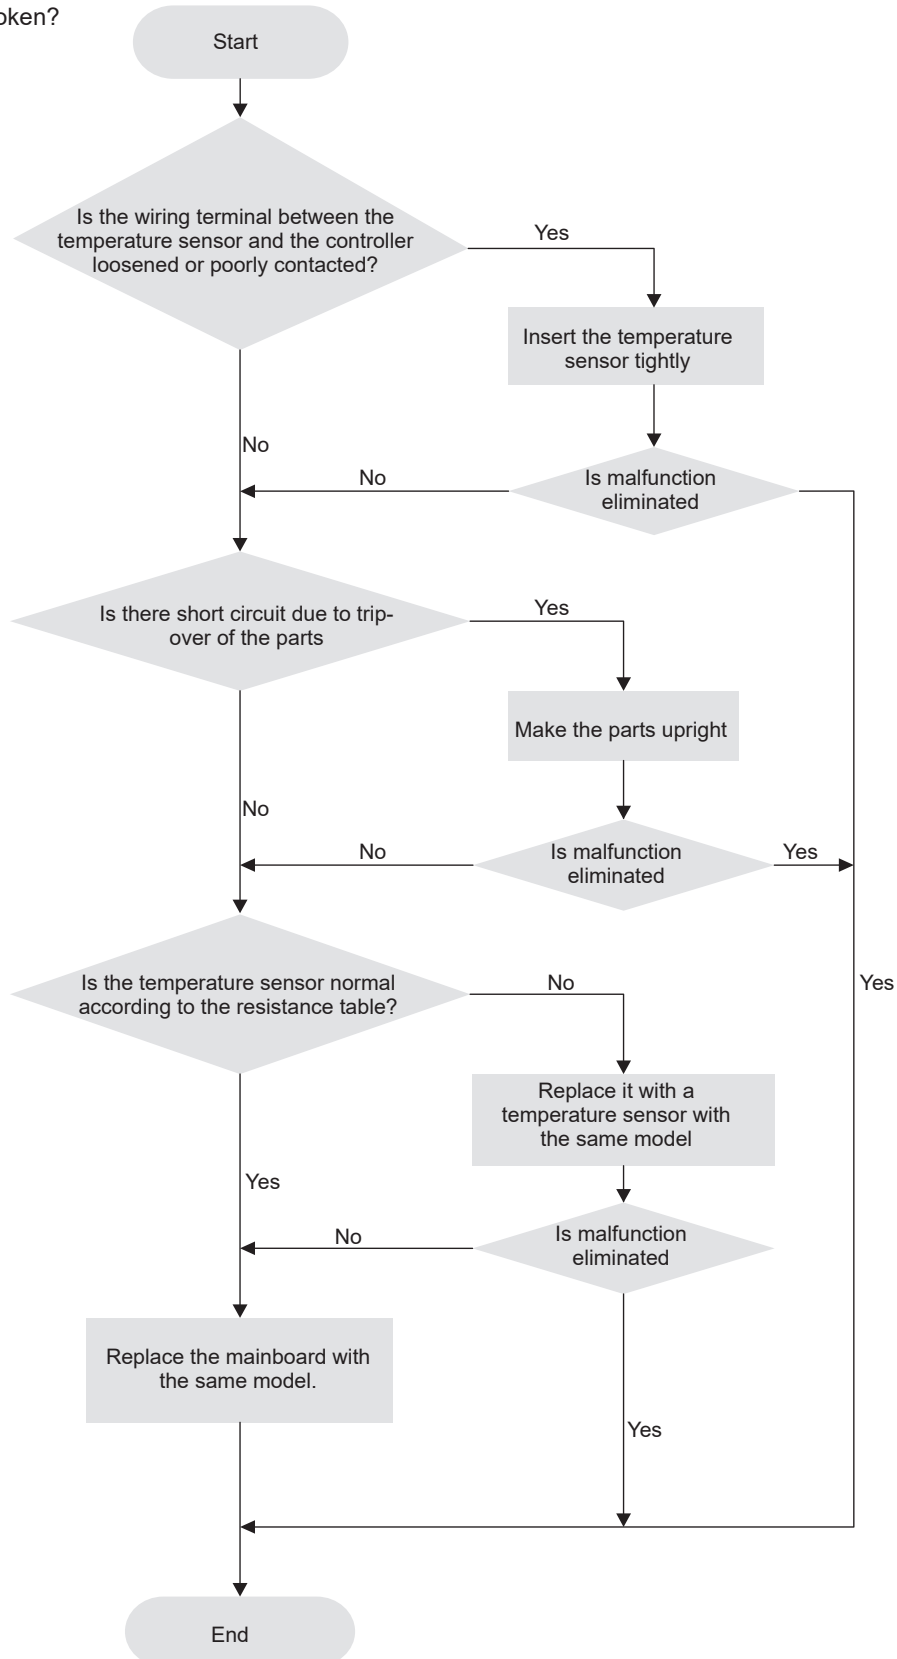 oken?
Start
Is the wiring terminal between the
temperature sensor and the controller
loosened or poorly contacted?
Yes
Insert the temperature
sensor tightly
No
No
Is malfunction
eliminated
Is there short circuit due to trip-
over of the parts
Yes
Make the parts upright
No
No
Is malfunction
eliminated
Yes
Is the temperature sensor normal
according to the resistance table?
No
Yes
Replace it with a
temperature sensor with
the same model
Yes
No
Is malfunction
eliminated
Replace the mainboard with
the same model.
Yes
End